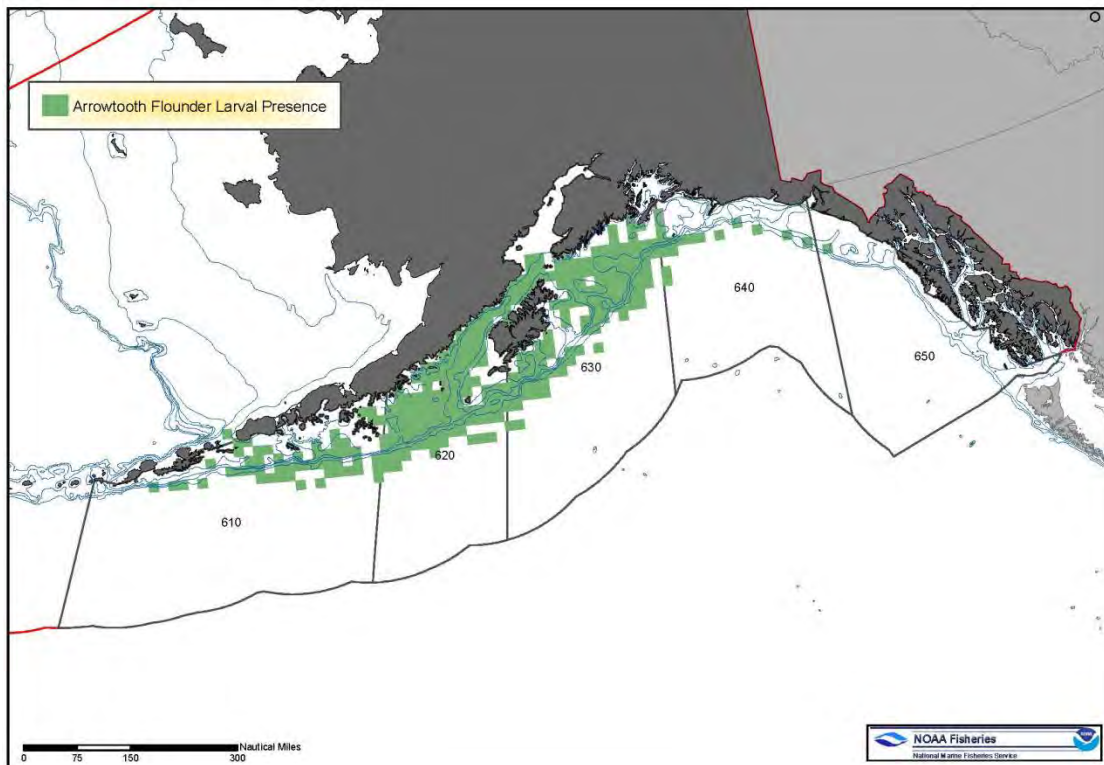 Arrowtooth Flounder Larval Presence
640
630
650
620
610
Nautical Miles
0 75 150 300
NOAA Fisheries
National Marine Fisheries Service